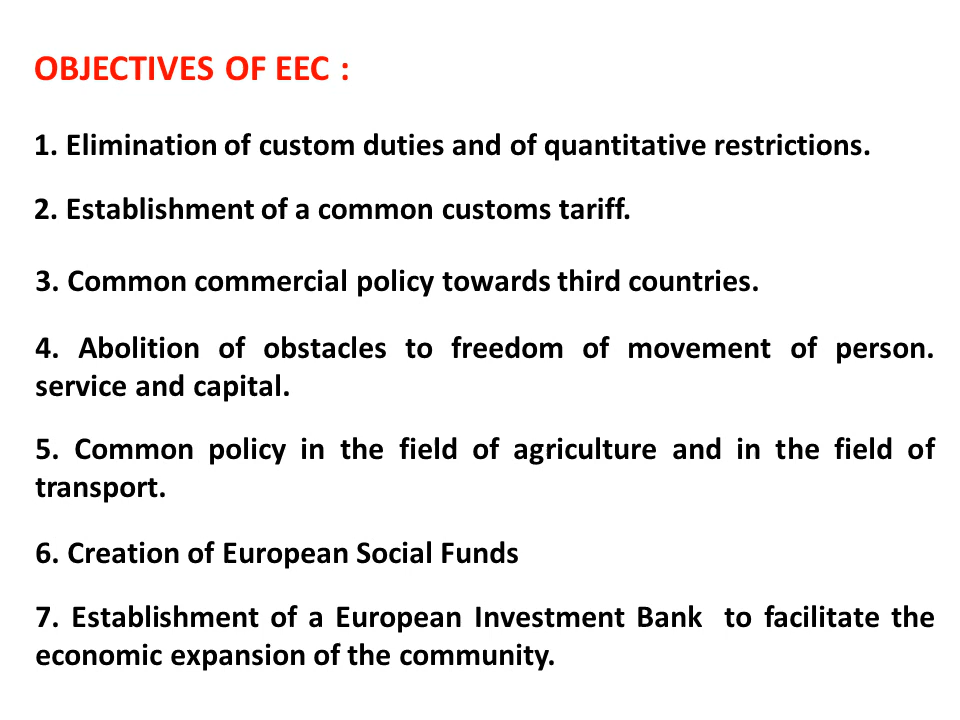 OBJECTIVES OF EEC :
1. Elimination of custom duties and of quantitative restrictions.
2. Establishment of a common customs tariff.
3. Common commercial policy towards third countries.
4. Abolition of obstacles to freedom of movement of person.
service and capital.
5. Common policy in the field of agriculture and in the field of
transport.
6. Creation of European Social Funds
7. Establishment of a European Investment Bank to facilitate the
economic expansion of the community.